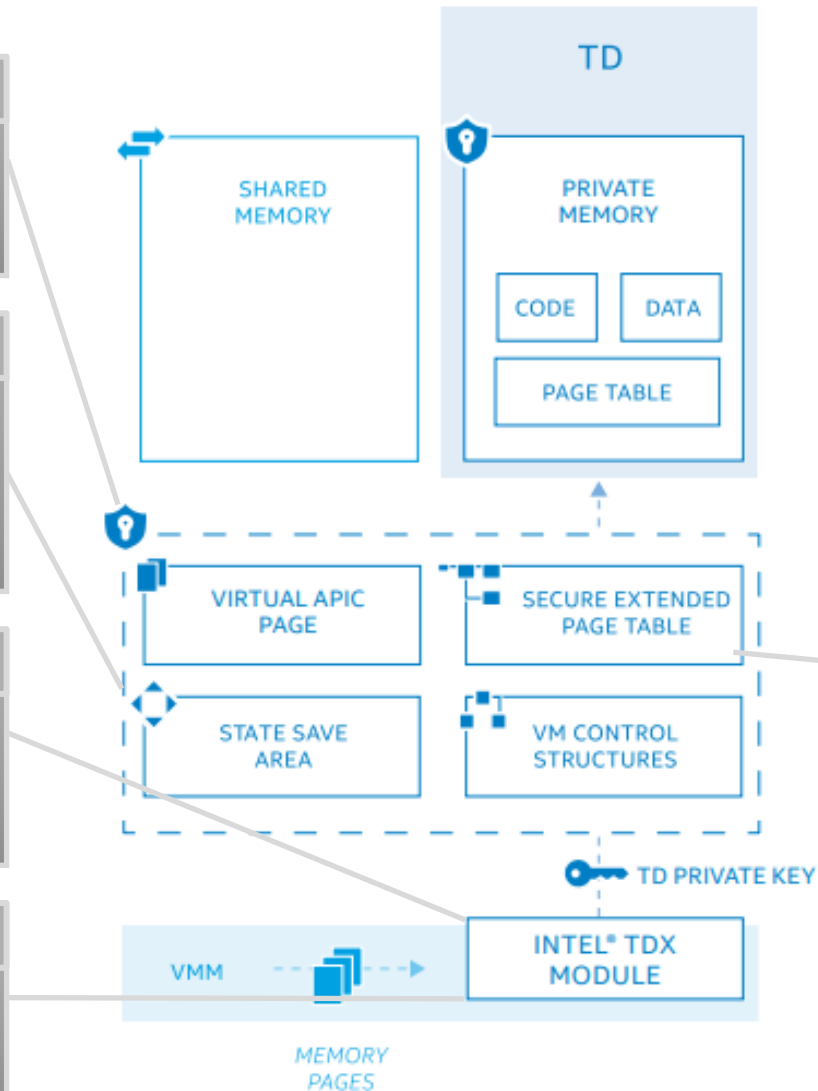 TD
SHARED
MEMORY
PRIVATE
MEMORY
CODE
DATA
PAGE TABLE
VIRTUAL APIC
PAGE
SECURE EXTENDED
PAGE TABLE
STATE SAVE
AREA
VM CONTROL
STRUCTURES
TD PRIVATE KEY
VMM
INTEL® TDX
MODULE
MEMORY
PAGES